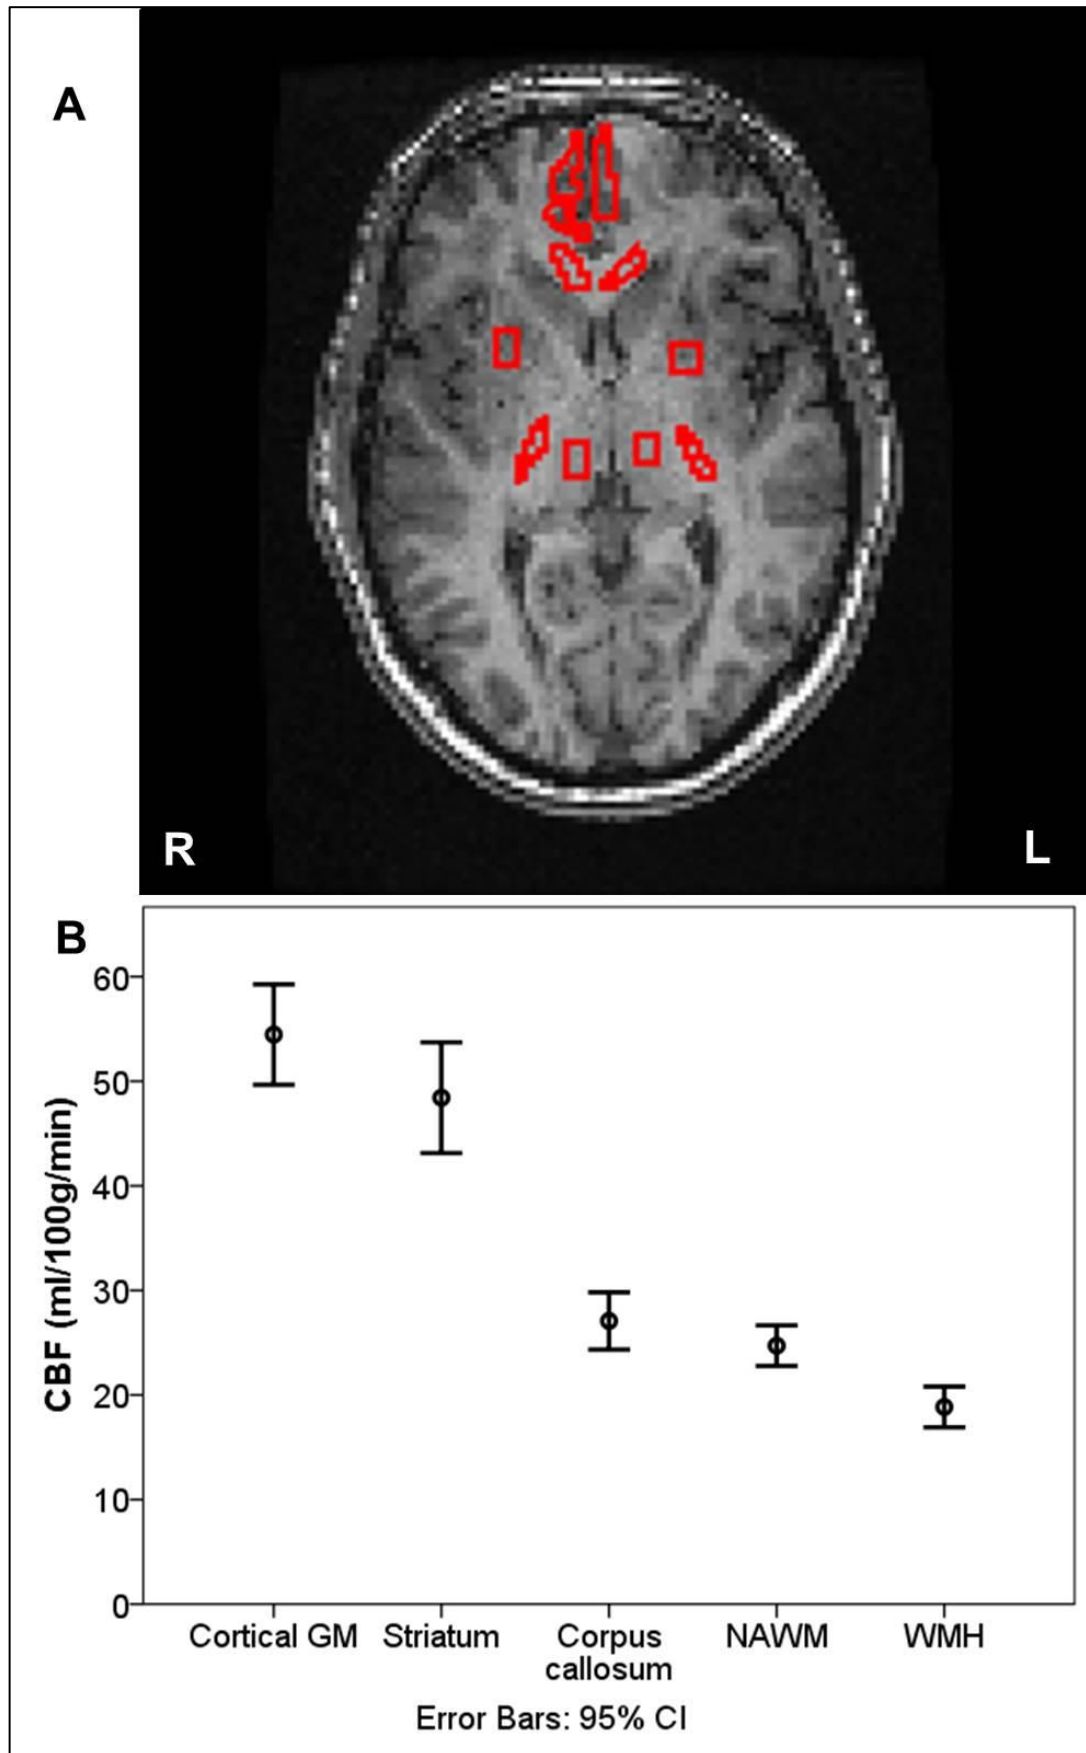 A
R
L
B
60
50
40
30
20
10
0
CBF (ml/100g/min)
Cortical GM
Striatum
Corpus
callosum
NAWM
WMH
Error Bars: 95% CI